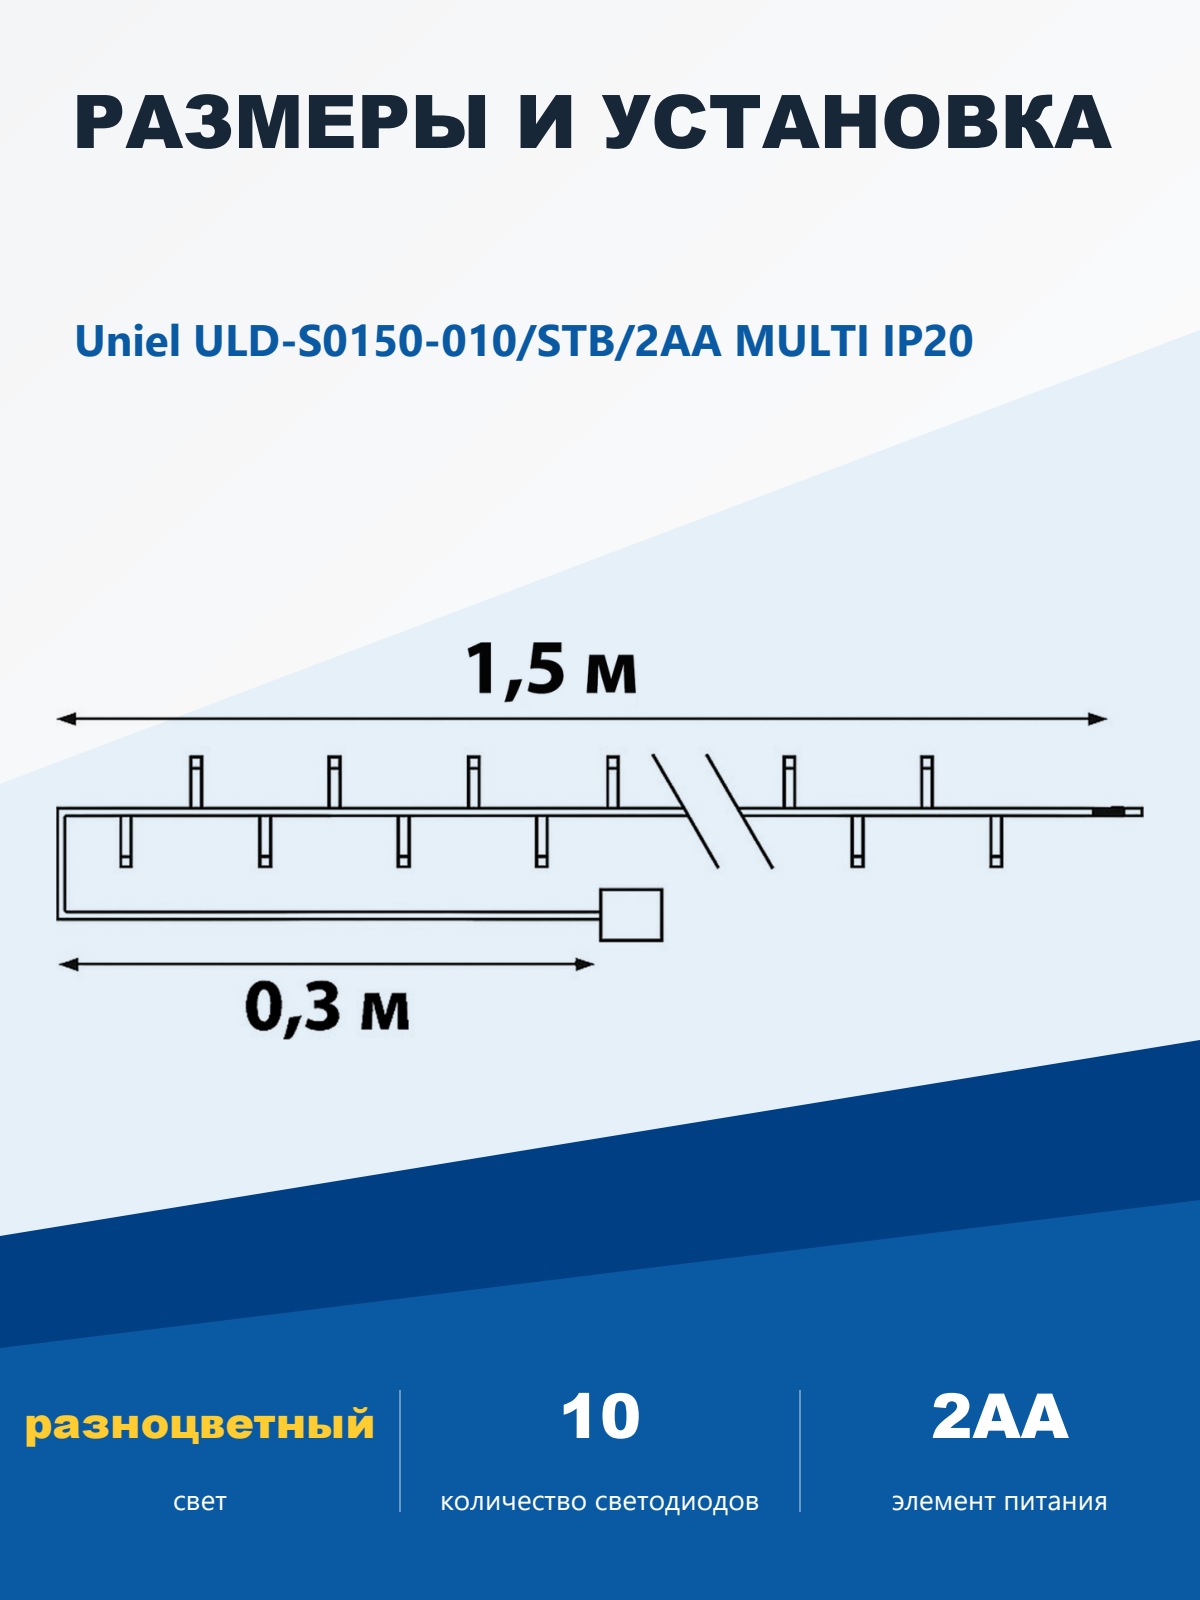 РАЗМЕРЫ И УСТАНОВКА
Uniel ULD-S0150-010/STB/2AA MULTI IP20
1,5 м
0,3 м
разноцветный
свет
10
количество светодиодов
2AA
элемент питания